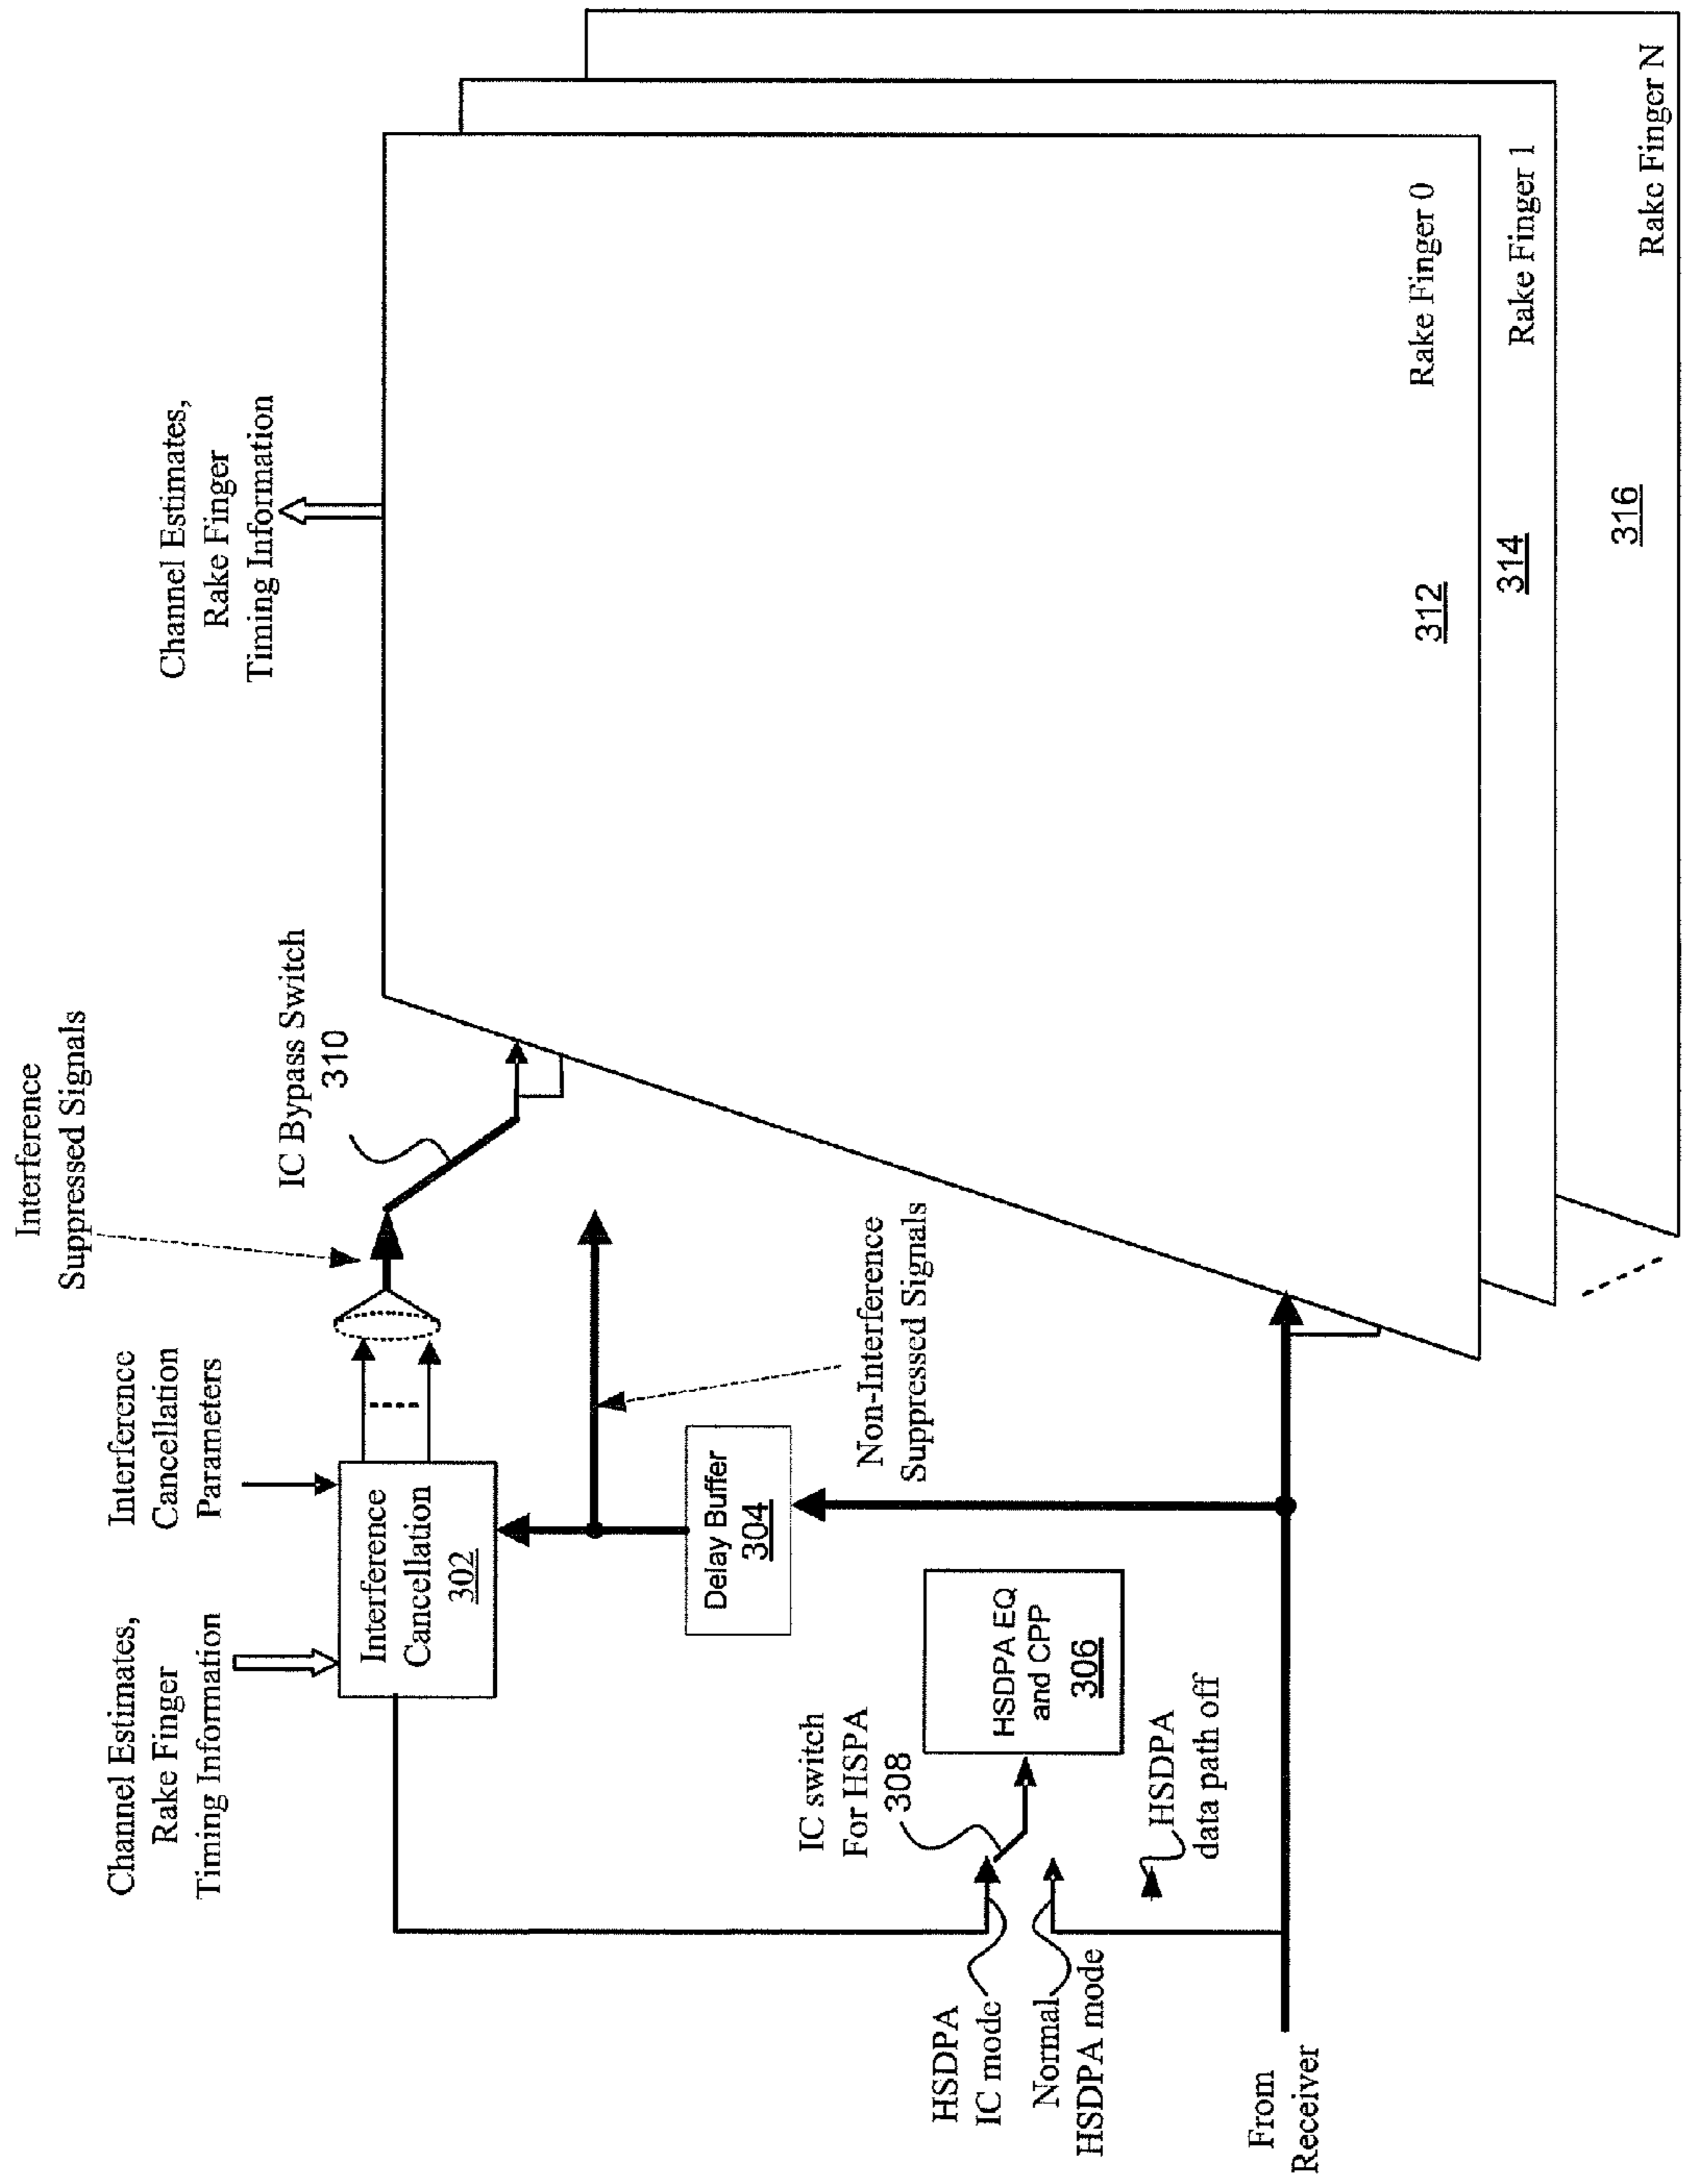 Interference
Suppressed Signals
Channel Estimates,
Rake Finger
Timing Information
Interference
Cancellation
Parameters
IC Bypass Switch
310
Channel Estimates,
Rake Finger
Timing Information
Interference
Cancellation
302
Delay Buffer
304
Non-Interference
Suppressed Signals
IC switch
For HSPA
308
HSDPA EQ
and CPP
306
HSDPA
IC mode
Normal
HSDPA mode
HSDPA
data path off
From
Receiver
Rake Finger 0
312
Rake Finger 1
314
Rake Finger N
316